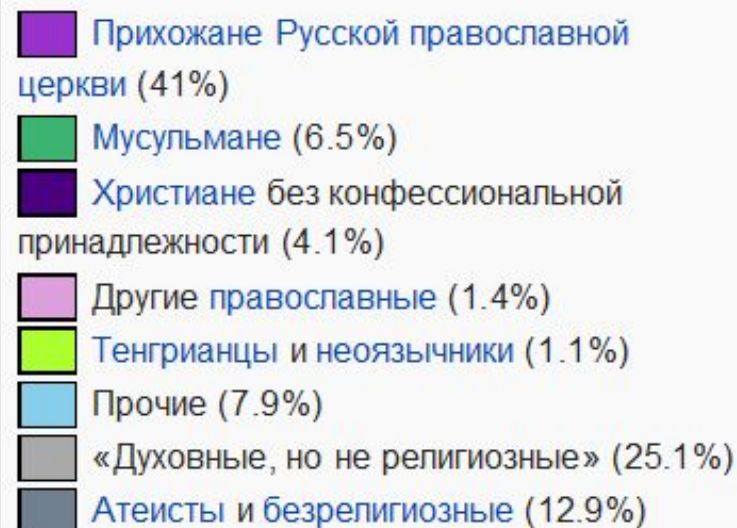 Прихожане Русской православной
церкви (41%)
Мусульмане (6.5%)
Христиане без конфессиональной
принадлежности (4.1%)
Другие православные (1.4%)
Тенгрианцы и неоязычники (1.1%)
Прочие (7.9%)
«Духовные, но не религиозные» (25.1%)
Атеисты и безрелигиозные (12.9%)